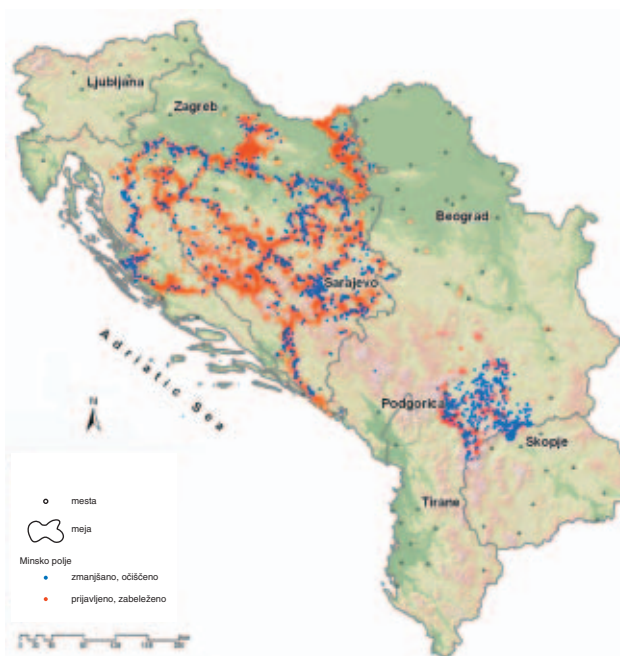 Ljubljana
Zagreb
Beograd
Sarajevo
Adriatic Sea
N
Podgorica
Skopje
Tirane
mesta
meja
Minsko polje
zmanjšano, očiščeno
prijavljeno, zabeleženo